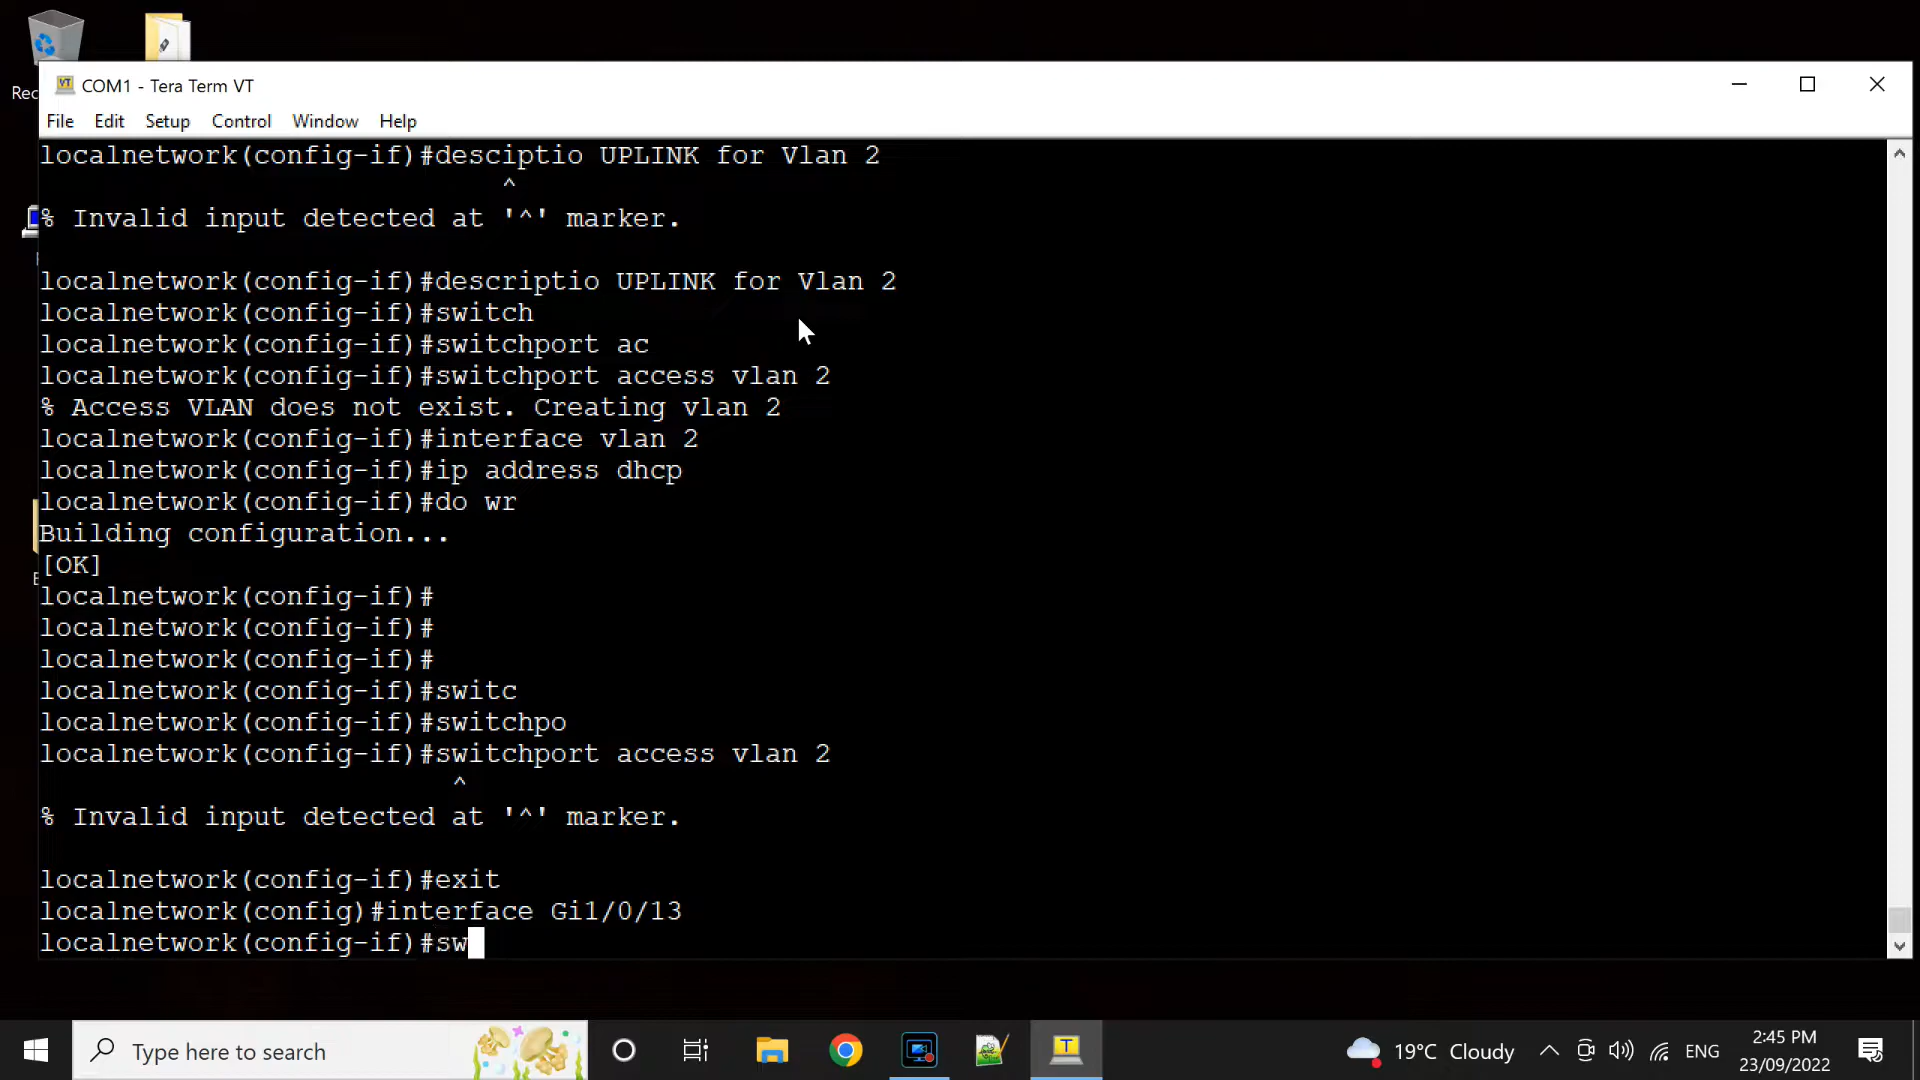 Rec
COM1 - Tera Term VT
File Edit Setup Control Window Help
localnetwork(config-if)#desciptio UPLINK for Vlan 2
^
% Invalid input detected at '^' marker.
localnetwork(config-if)#descriptio UPLINK for Vlan 2
localnetwork(config-if)#switch
localnetwork(config-if)#switchport ac
localnetwork(config-if)#switchport access vlan 2
% Access VLAN does not exist. Creating vlan 2
localnetwork(config-if)#interface vlan 2
localnetwork(config-if)#ip address dhcp
localnetwork(config-if)#do wr
Building configuration...
[OK]
localnetwork(config-if)#
localnetwork(config-if)#
localnetwork(config-if)#
localnetwork(config-if)#switc
localnetwork(config-if)#switchpo
localnetwork(config-if)#switchport access vlan 2
^
% Invalid input detected at '^' marker.
localnetwork(config-if)#exit
localnetwork(config)#interface Gi1/0/13
localnetwork(config-if)#sw
Type here to search
19°C Cloudy
ENG
2:45 PM
23/09/2022